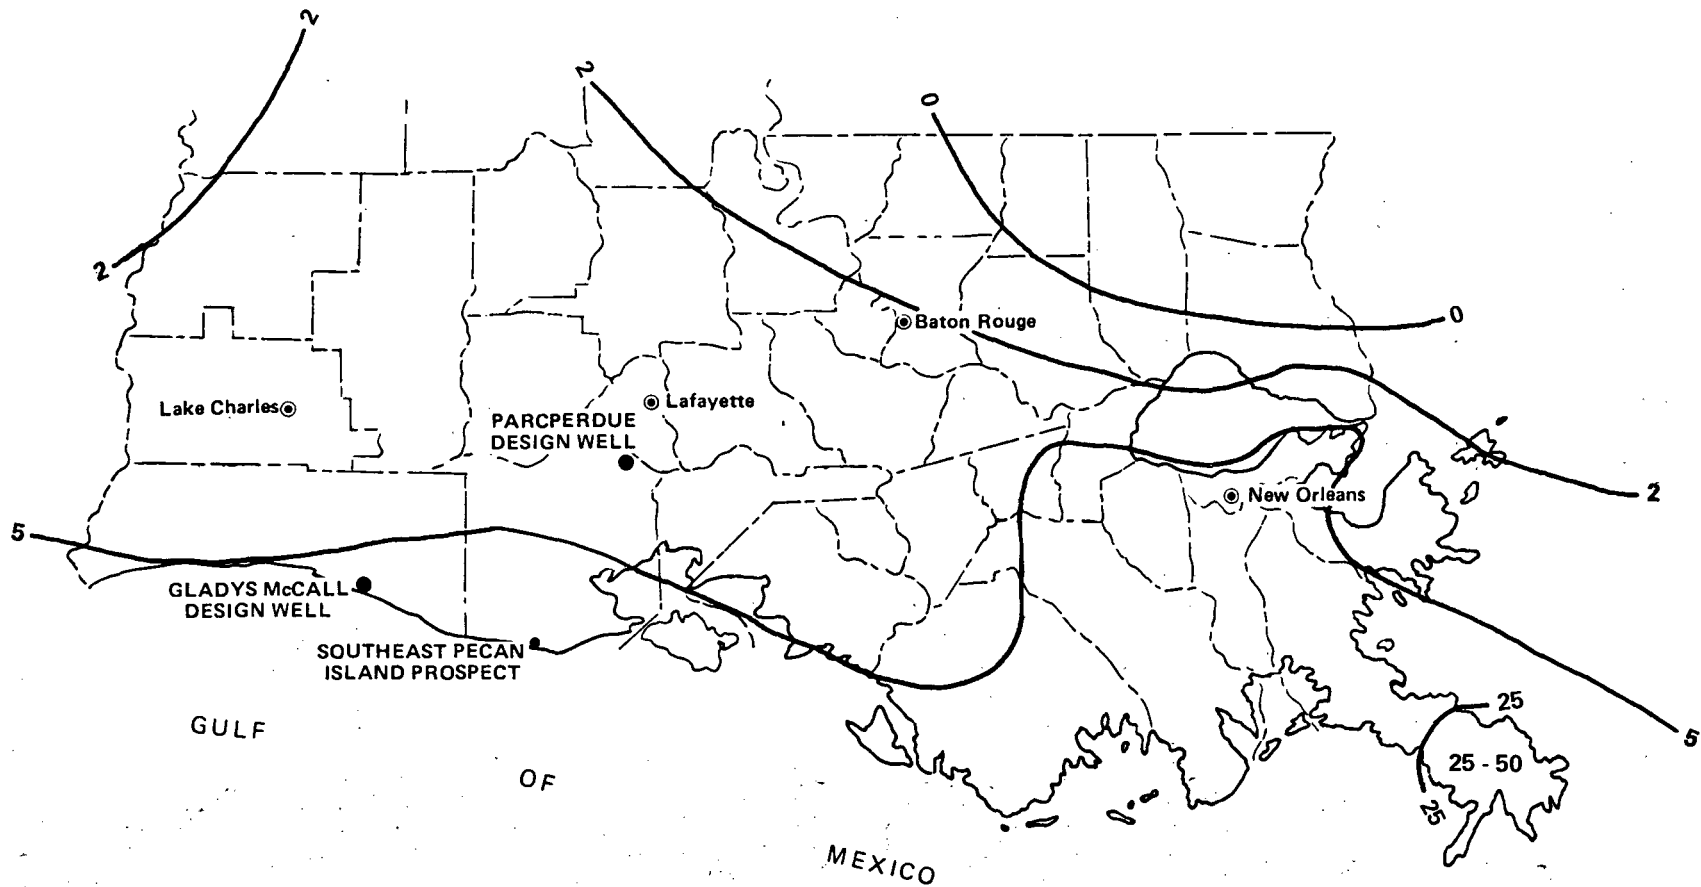 2
2
0
2
0
Baton Rouge
Lake Charles
Lafayette
PARCPERDUE
DESIGN WELL
New Orleans
2
5
GLADYS McCALL
DESIGN WELL
SOUTHEAST PECAN
ISLAND PROSPECT
25
GULF
5
25 - 50
OF
25
MEXICO